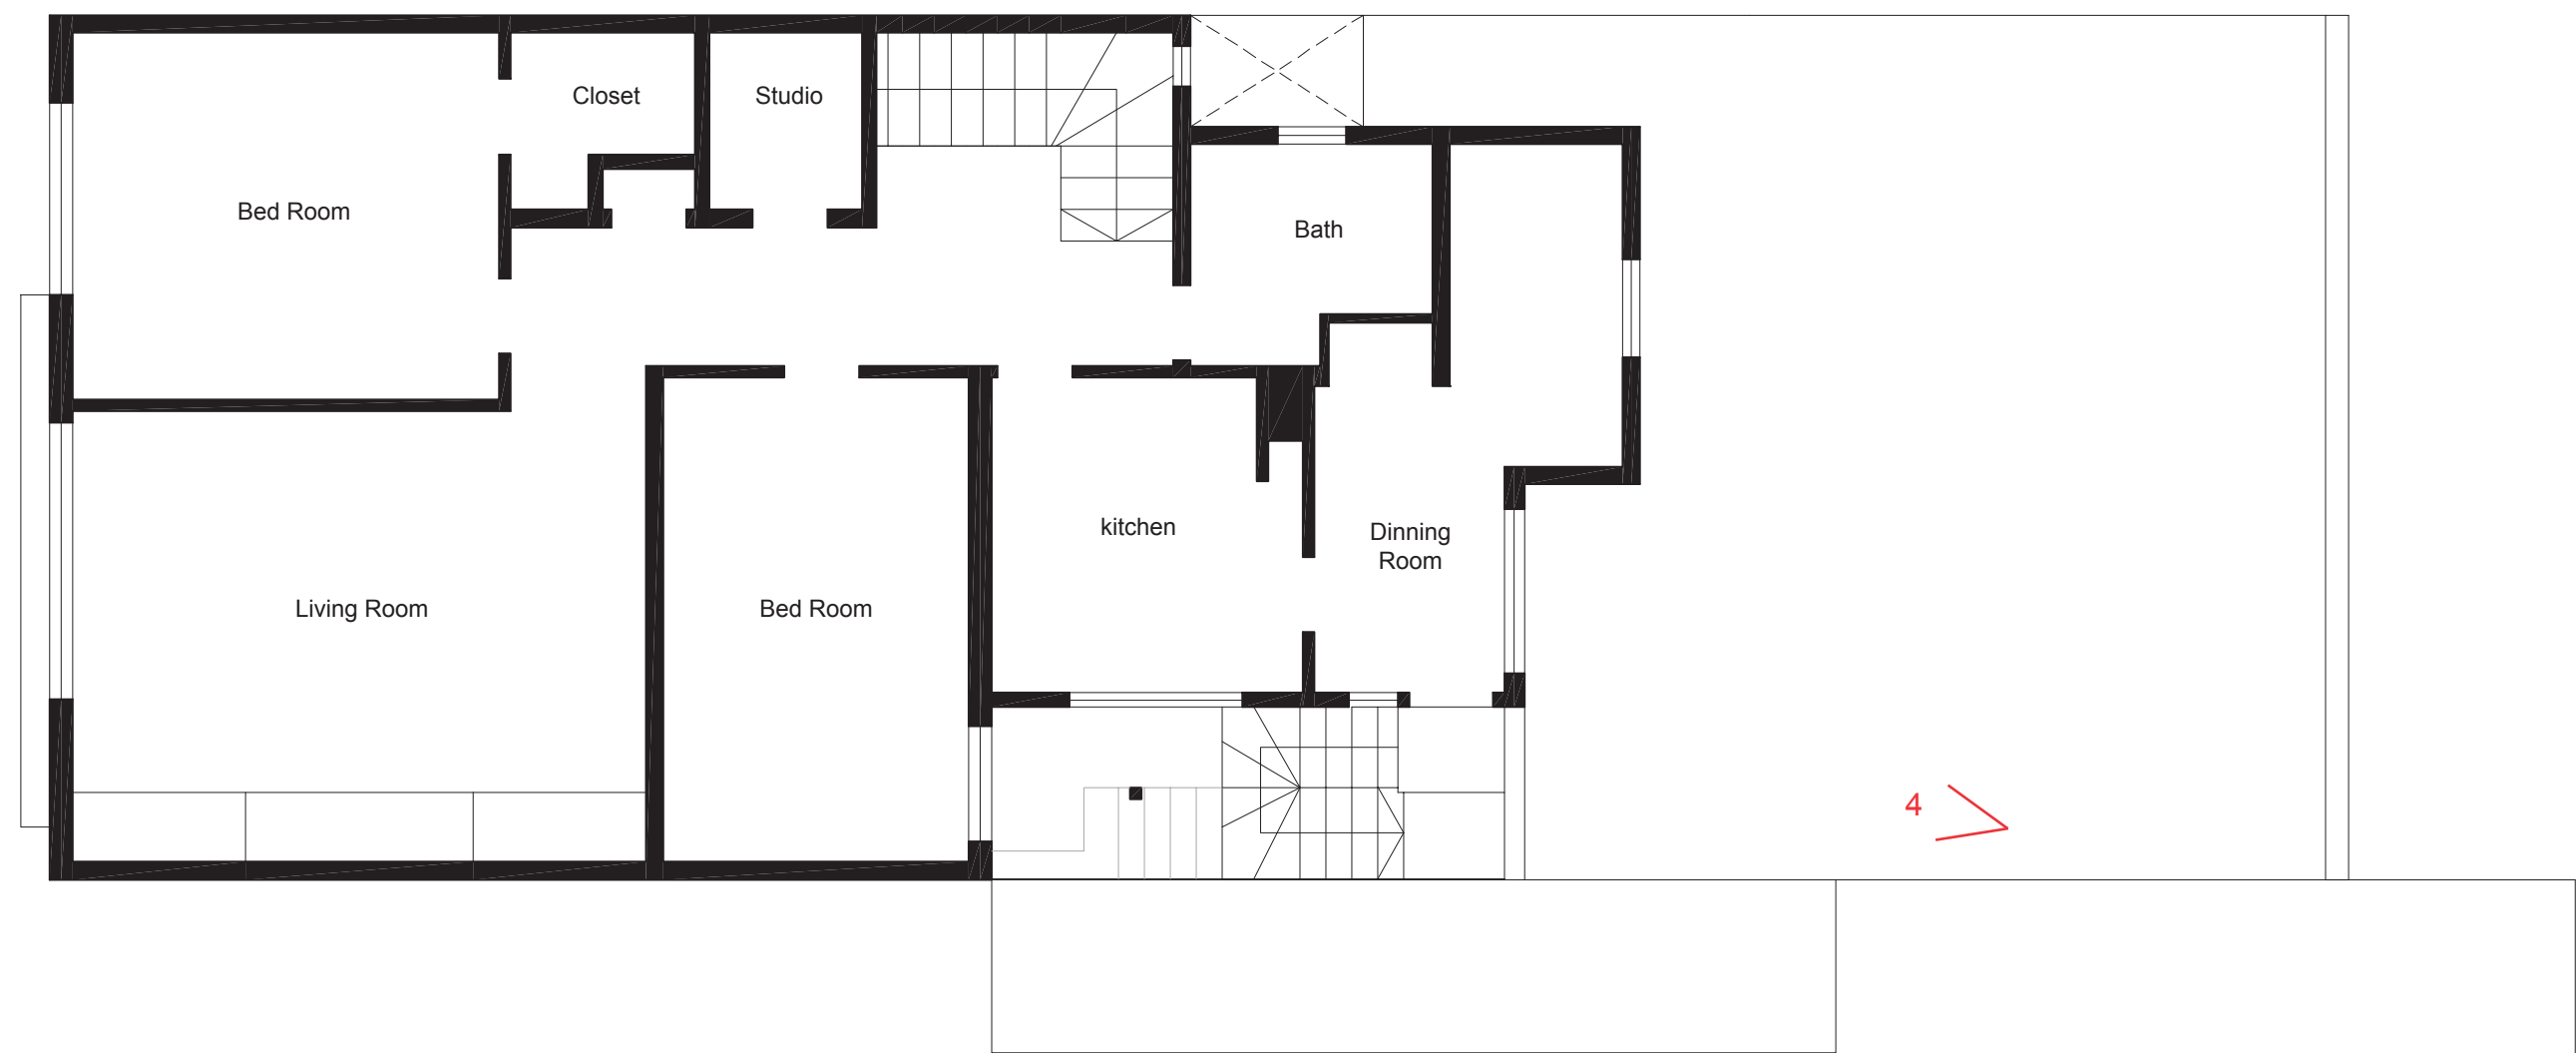 Closet
Studio
Bed Room
Bath
kitchen
Dinning
Room
Living Room
Bed Room
4